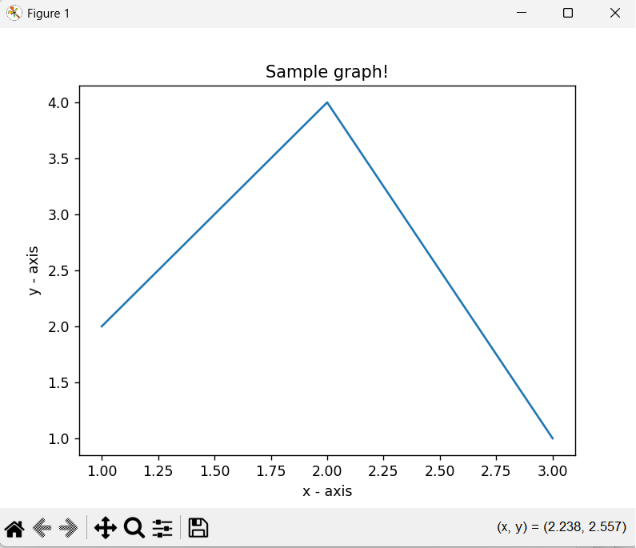 Figure 1
Sample graph!
y - axis
4.0
3.5
3.0
2.5
2.0
1.5
1.0
1.00 1.25 1.50 1.75 2.00 2.25 2.50 2.75 3.00
x - axis
(x, y) = (2.238, 2.557)